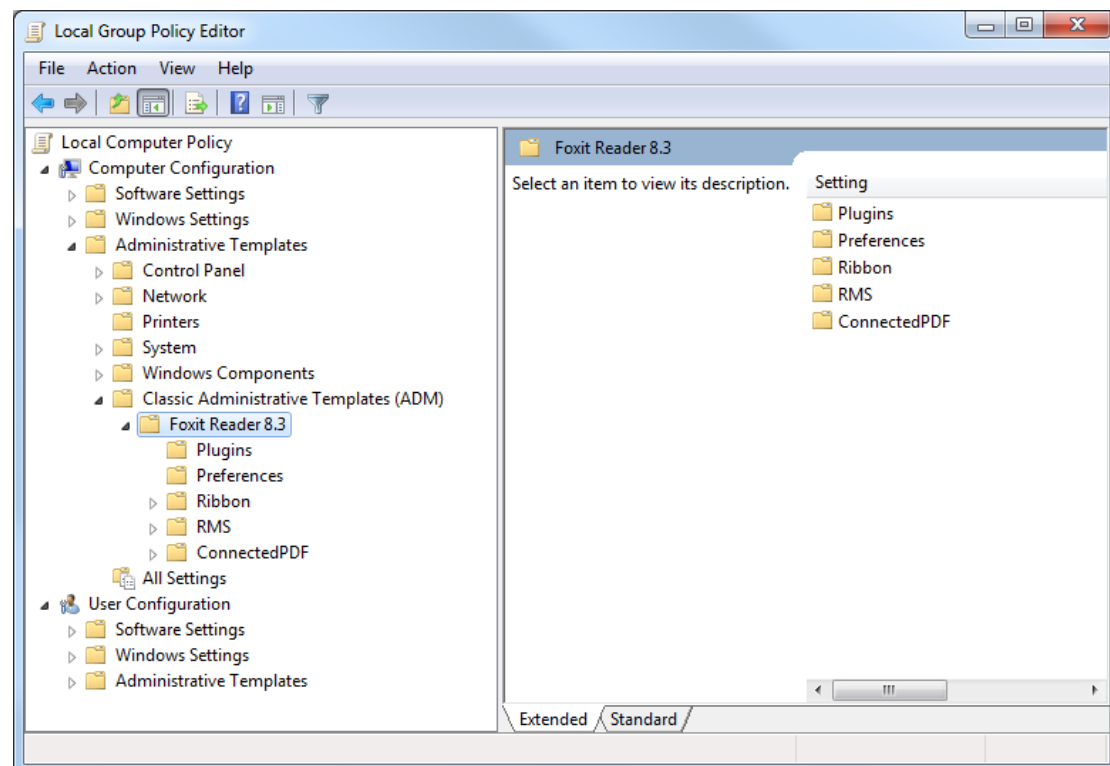 Local Group Policy Editor
File Action View Help
Local Computer Policy
Computer Configuration
Software Settings
Windows Settings
Administrative Templates
Control Panel
Network
Printers
System
Windows Components
Classic Administrative Templates (ADM)
Foxit Reader 8.3
Plugins
Preferences
Ribbon
RMS
ConnectedPDF
All Settings
User Configuration
Software Settings
Windows Settings
Administrative Templates
Foxit Reader 8.3
Select an item to view its description.
Setting
Plugins
Preferences
Ribbon
RMS
ConnectedPDF
Extended Standard